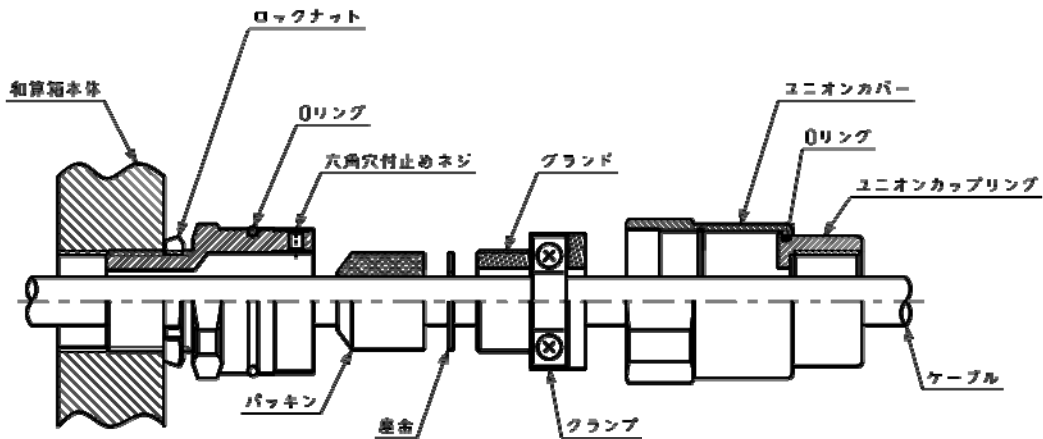 ロックナット
和算箱本体
Oリング
六角穴付止めネジ
グランド
ユニオンカバー
Oリング
ユニオンカップリング
パッキン
座金
クランプ
ケーブル